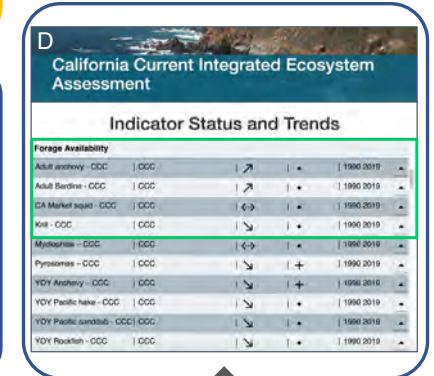 D
California Current Integrated Ecosystem
Assessment
Indicator Status and Trends
Forage Availability
Adult anchovy - CCC | CCC | ↗ | • | 1990 2019
Adult Sardine - CCC | CCC | ↗ | • | 1990 2019
CA Market squid - CCC | CCC | <-> | • | 1990 2019
Krill - CCC | CCC | ↘ | • | 1990 2019
Myctophids - CCC | CCC | <-> | • | 1990 2019
Pyrosomes - CCC | CCC | ↘ | + | 1990 2019
YOY Anchovy - CCC | CCC | ↘ | + | 1990 2019
YOY Pacific hake - CCC | CCC | ↘ | • | 1990 2019
YOY Pacific sanddab - CCC | CCC | ↘ | • | 1990 2019
YOY Rockfish - CCC | CCC | ↘ | • | 1990 2019